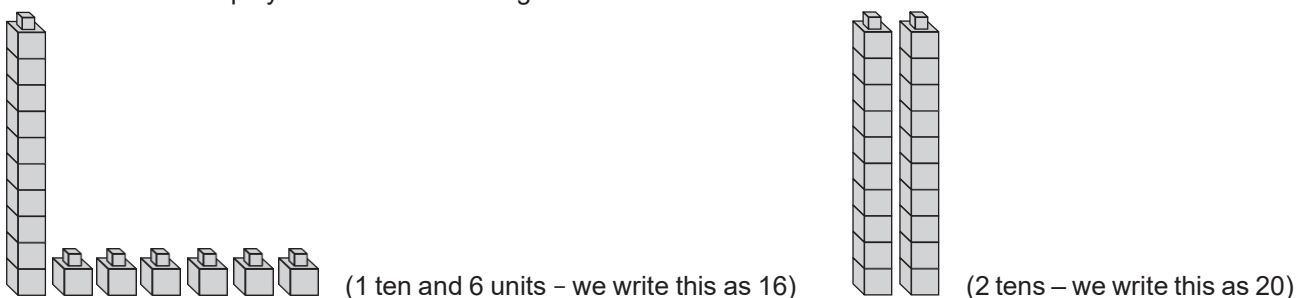 (1 ten and 6 units – we write this as 16)
(2 tens – we write this as 20)